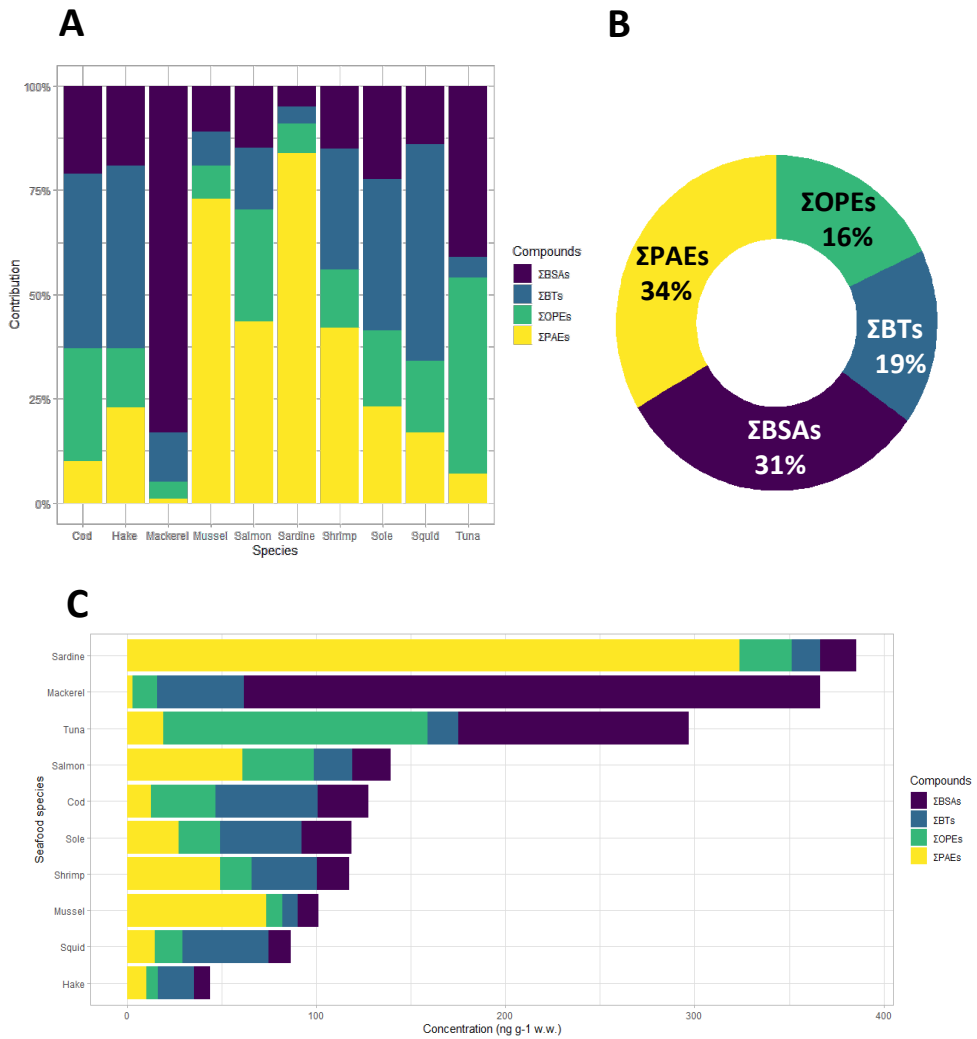 A
100%
75%
50%
25%
0%
Contribution
Cod Hake Mackerel Mussel Salmon Sardine Shrimp Sole Squid Tuna
Species
Compounds
ΣBSAs
ΣBTs
ΣOPEs
ΣPAEs
B
ΣOPEs
16%
ΣPAEs
34%
ΣBTs
19%
ΣBSAs
31%
C
Sardine
Mackerel
Tuna
Salmon
Cod
Sole
Shrimp
Mussel
Squid
Hake
Seafood species
0 100 200 300 400
Concentration (ng g-1 w.w.)
Compounds
ΣBSAs
ΣBTs
ΣOPEs
ΣPAEs